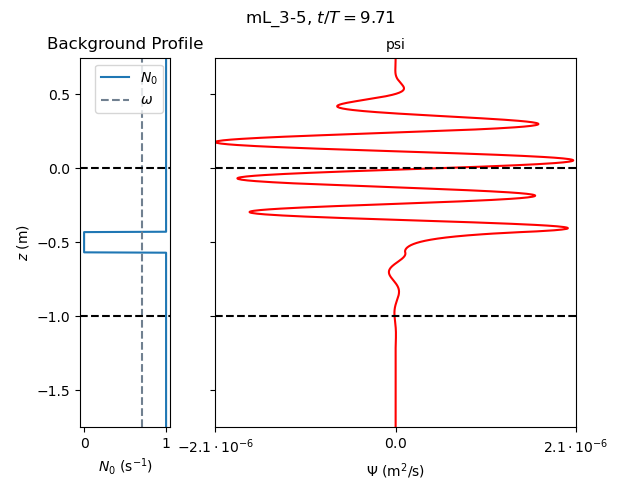 mL_3-5, t/T = 9.71
Background Profile
psi
N₀
ω
0.5
0.0
−0.5
−1.0
−1.5
z (m)
0
1
N₀ (s⁻¹)
−2.1 · 10⁻⁶
0.0
2.1 · 10⁻⁶
Ψ (m²/s)